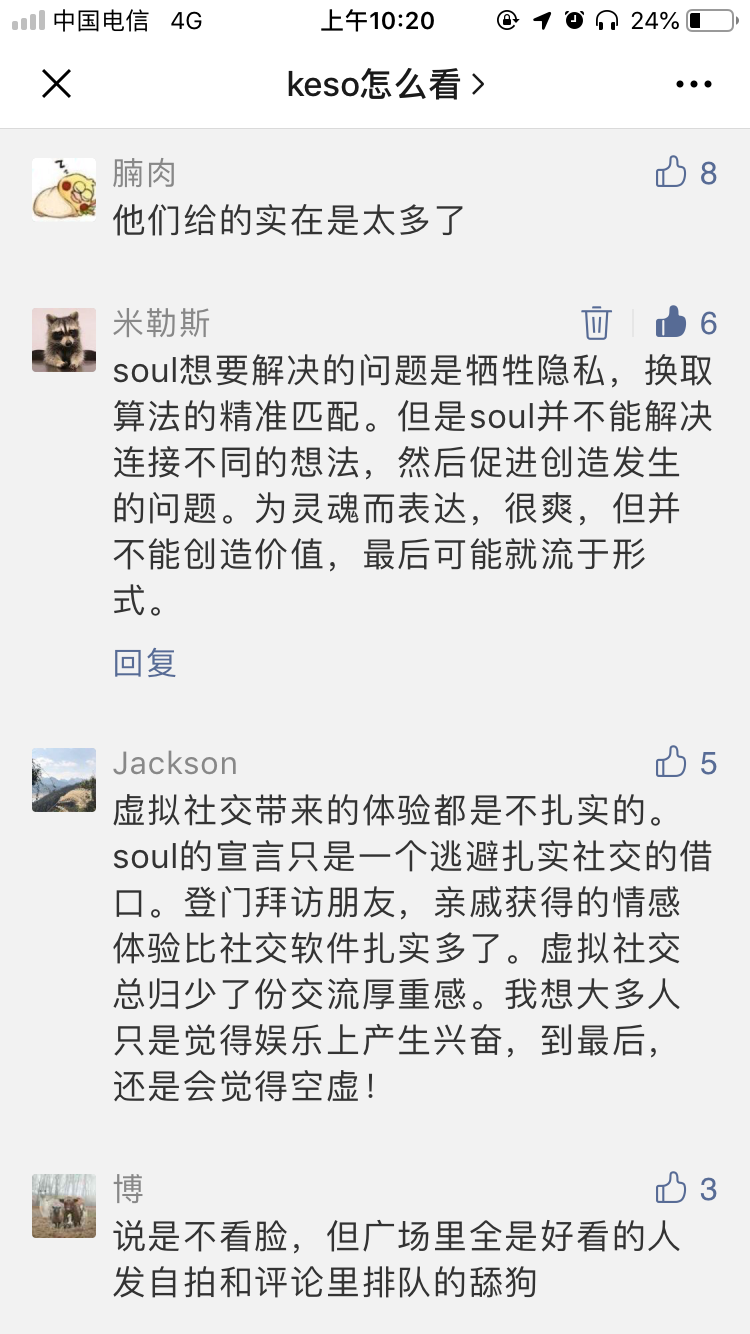 中国电信 4G 上午10:20 24%
keso怎么看
腩肉 8
他们给的实在是太多了
米勒斯 6
soul想要解决的问题是牺牲隐私，换取
算法的精准匹配。但是soul并不能解决
连接不同的想法，然后促进创造发生
的问题。为灵魂而表达，很爽，但并
不能创造价值，最后可能就流于形
式。
回复
Jackson 5
虚拟社交带来的体验都是不扎实的。
soul的宣言只是一个逃避扎实社交的借
口。登门拜访朋友，亲戚获得的情感
体验比社交软件扎实多了。虚拟社交
总归少了份交流厚重感。我想大多人
只是觉得娱乐上产生兴奋，到最后，
还是会觉得空虚！
博 3
说是不看脸，但广场里全是好看的人
发自拍和评论里排队的舔狗